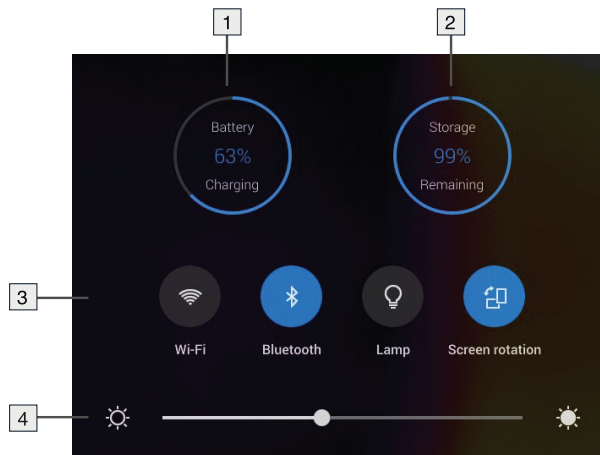 1
2
Battery
63%
Charging
Storage
99%
Remaining
3
Wi-Fi
Bluetooth
Lamp
Screen rotation
4